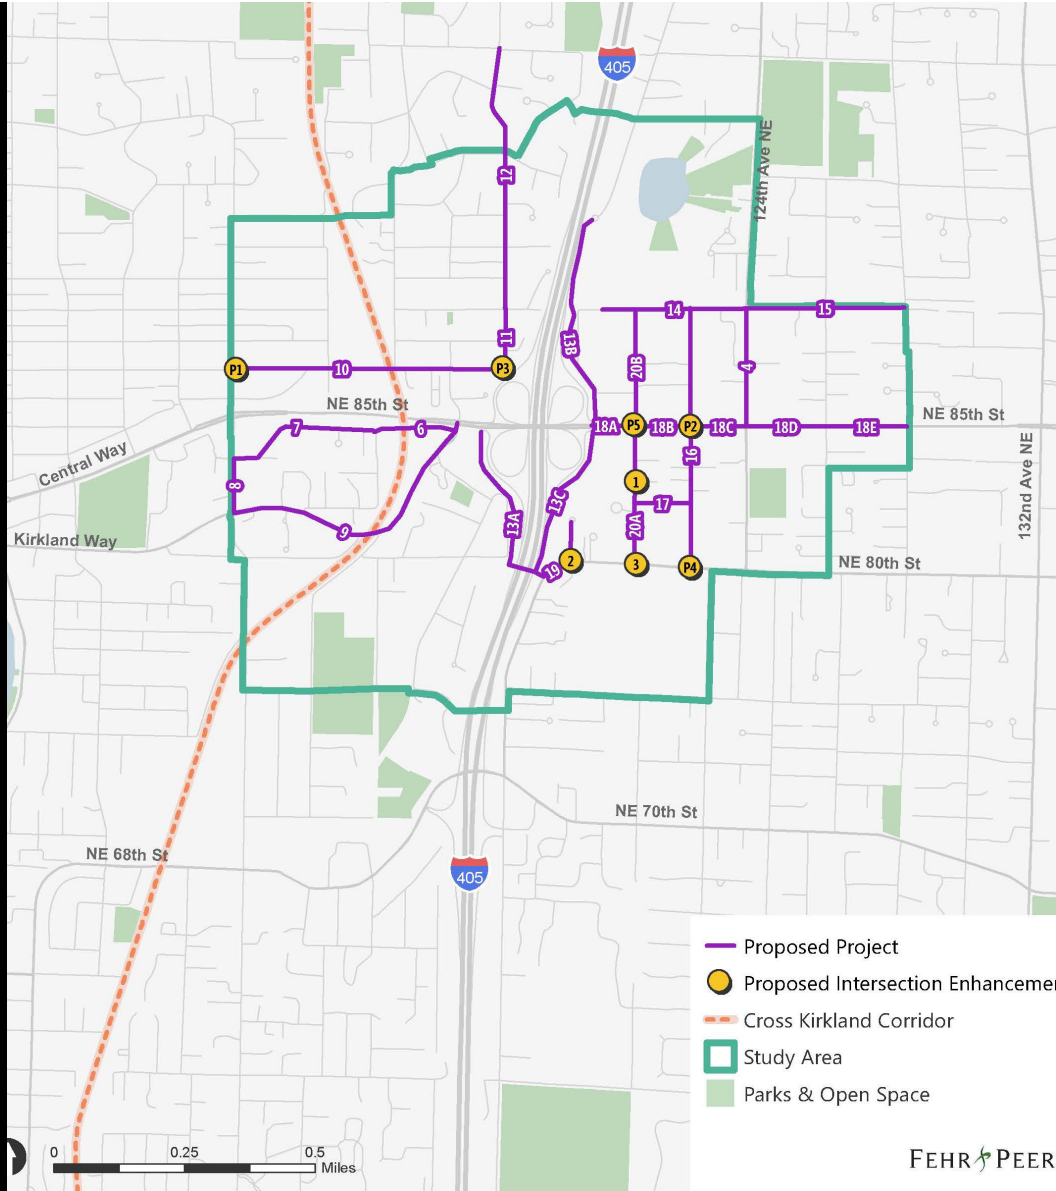 405
124th Ave NE
12
14
15
11
13B
P1
10
P3
20B
4
NE 85th St
NE 85th St
7
6
18A
P5
18B
P2
18C
18D
18E
Central Way
132nd Ave NE
16
8
1
13C
17
13A
20A
Kirkland Way
9
2
3
P4
NE 80th St
19
NE 70th St
NE 68th St
405
Proposed Project
Proposed Intersection Enhancemen
Cross Kirkland Corridor
Study Area
Parks & Open Space
0 0.25 0.5
Miles
FEHR PEER